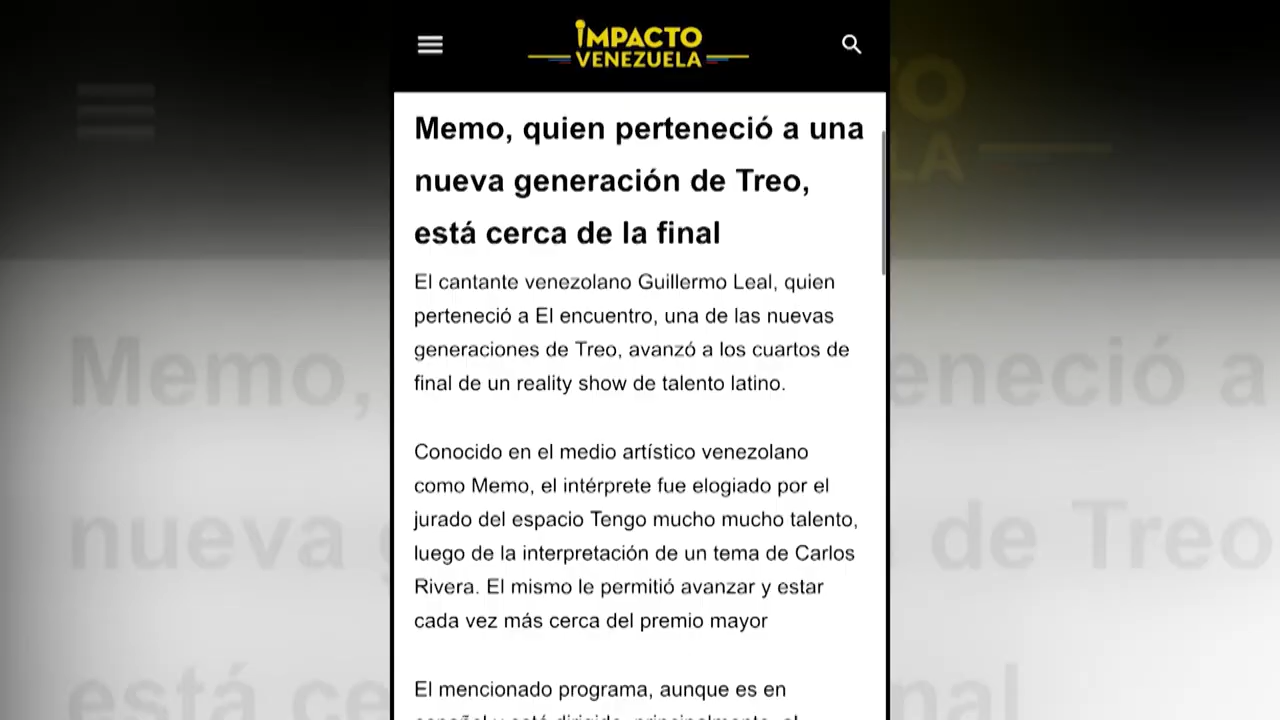 IMPACTO
VENEZUELA
Memo, quien perteneció a una
nueva generación de Treo,
está cerca de la final
El cantante venezolano Guillermo Leal, quien
perteneció a El encuentro, una de las nuevas
generaciones de Treo, avanzó a los cuartos de
final de un reality show de talento latino.
Conocido en el medio artístico venezolano
como Memo, el intérprete fue elogiado por el
jurado del espacio Tengo mucho mucho talento,
luego de la interpretación de un tema de Carlos
Rivera. El mismo le permitió avanzar y estar
cada vez más cerca del premio mayor
El mencionado programa, aunque es en